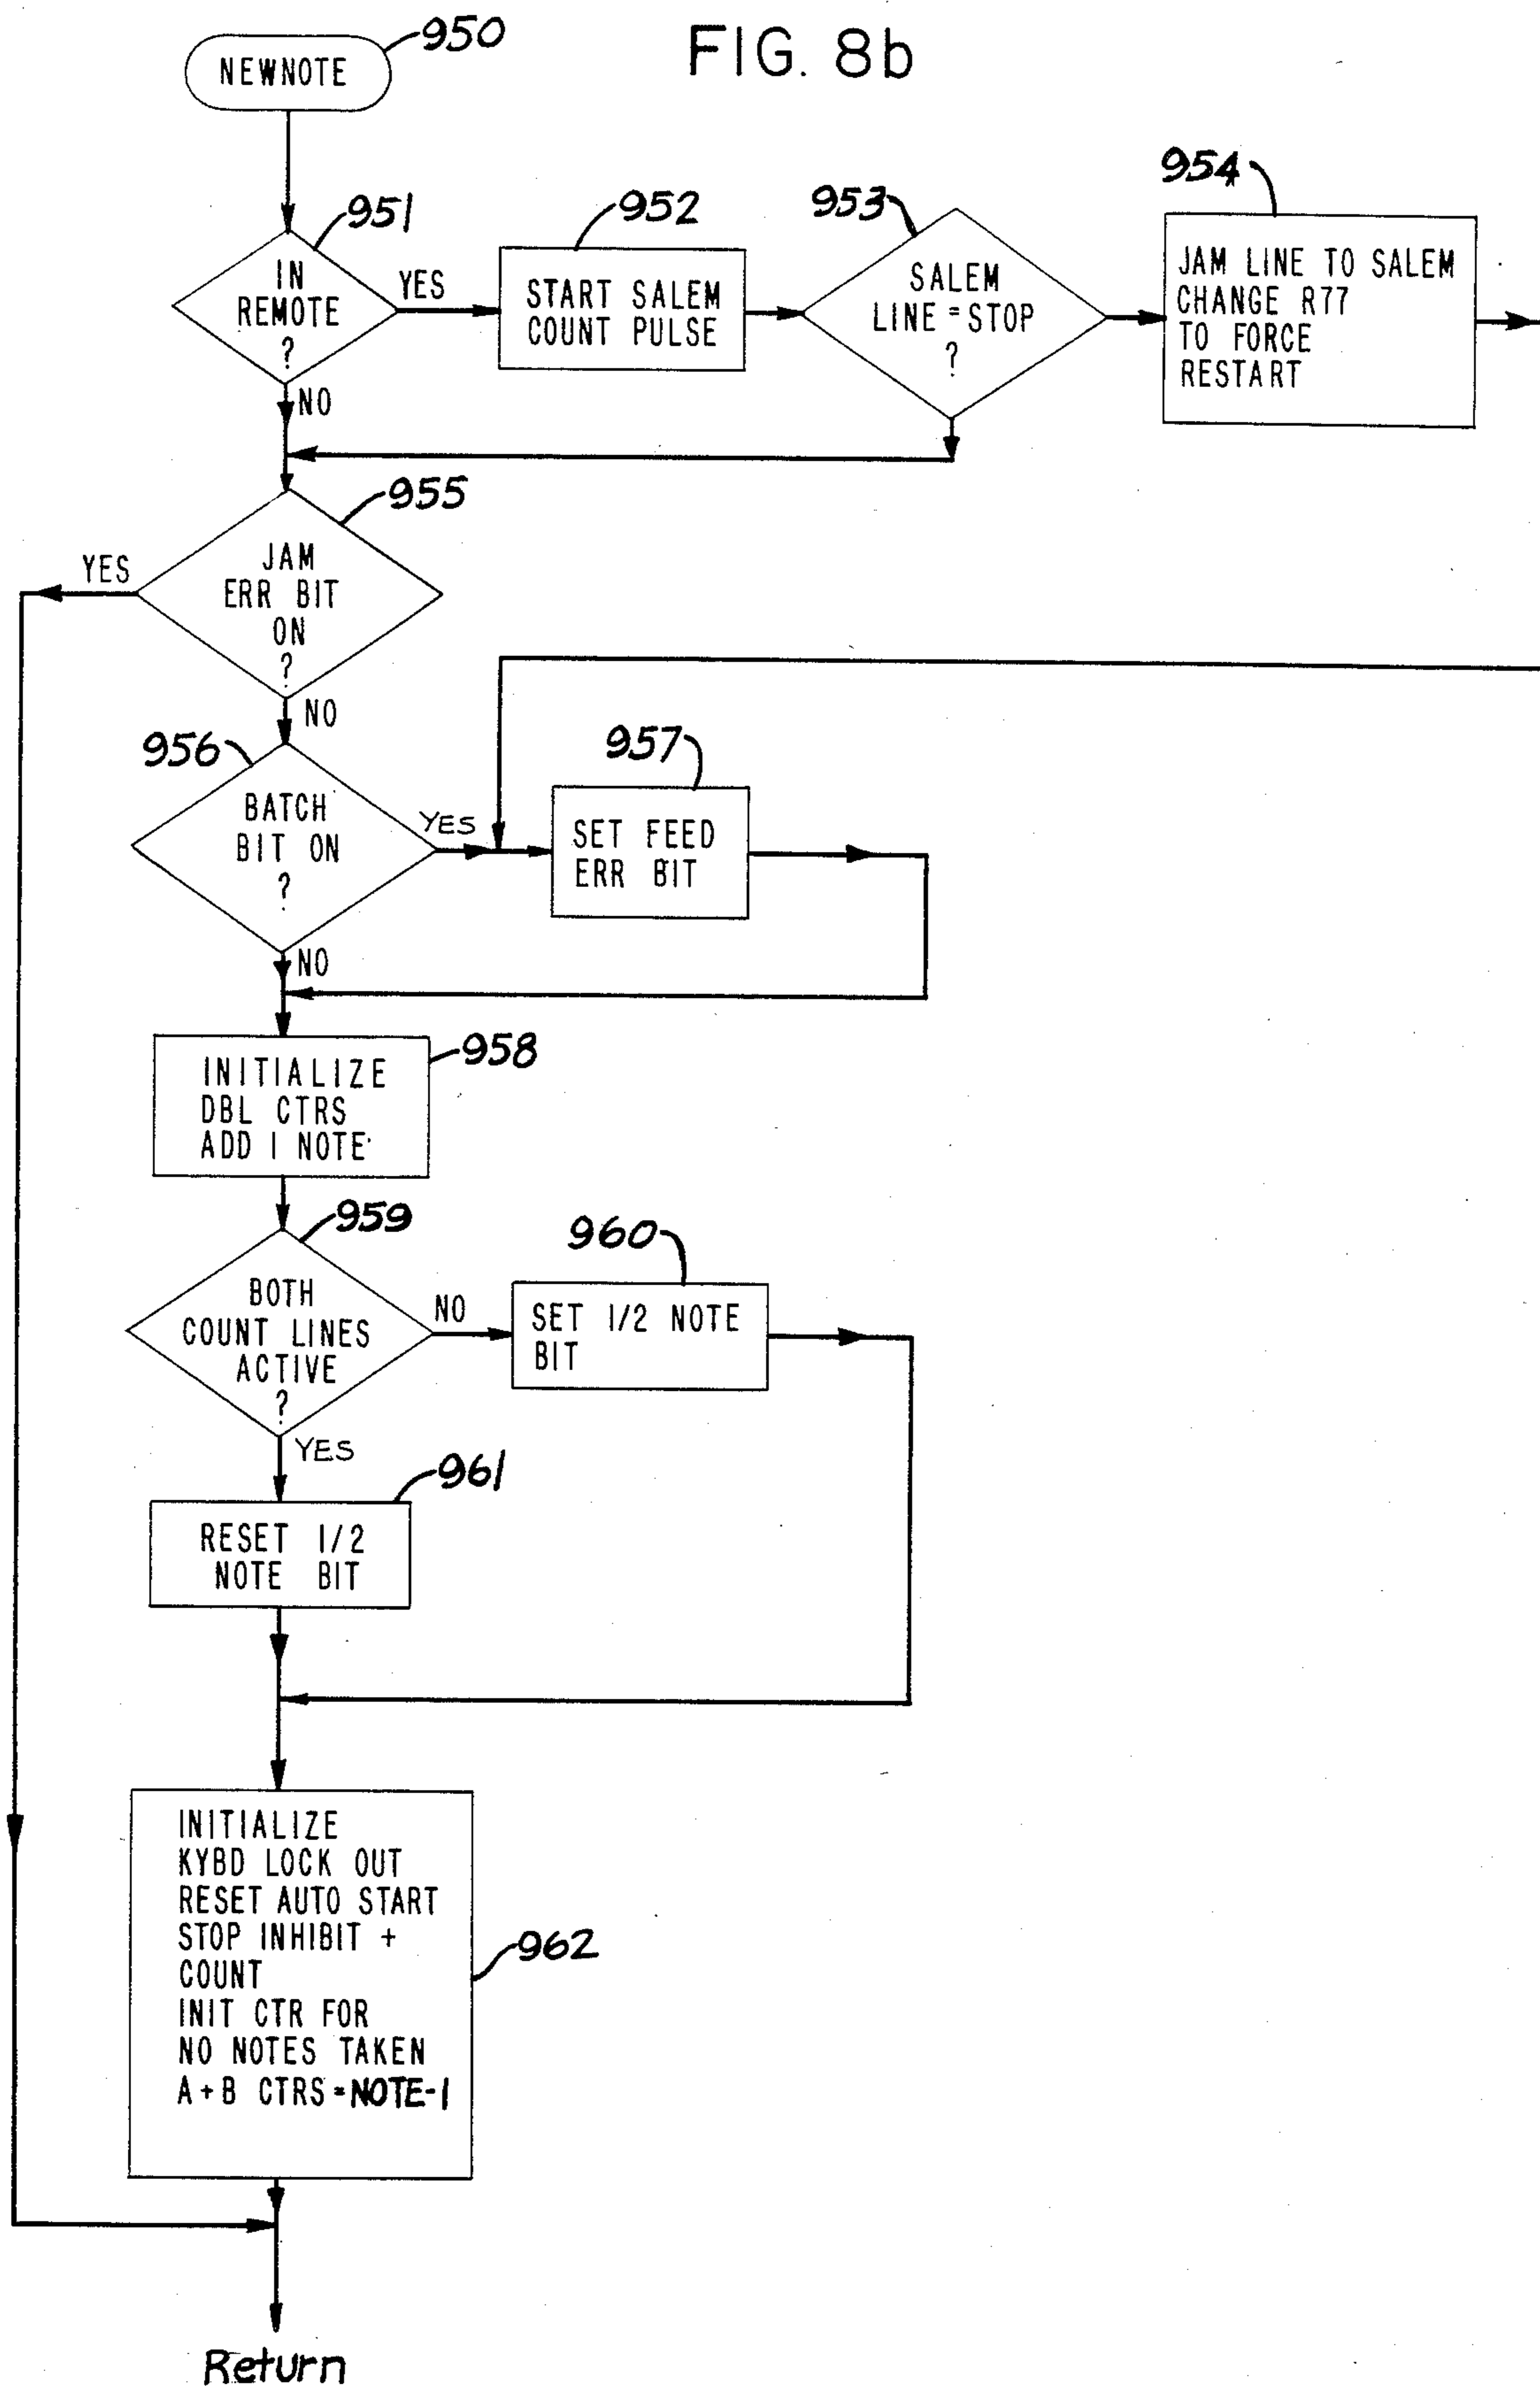 FIG. 8b
950
NEWNOTE
951
IN
REMOTE
?
YES
NO
952
START SALEM
COUNT PULSE
953
SALEM
LINE=STOP
?
954
JAM LINE TO SALEM
CHANGE R77
TO FORCE
RESTART
955
JAM
ERR BIT
ON
?
YES
NO
956
BATCH
BIT ON
?
YES
NO
957
SET FEED
ERR BIT
958
INITIALIZE
DBL CTRS
ADD 1 NOTE
959
BOTH
COUNT LINES
ACTIVE
?
NO
YES
960
SET 1/2 NOTE
BIT
961
RESET 1/2
NOTE BIT
962
INITIALIZE
KYBD LOCK OUT
RESET AUTO START
STOP INHIBIT +
COUNT
INIT CTR FOR
NO NOTES TAKEN
A+B CTRS=NOTE-1
Return